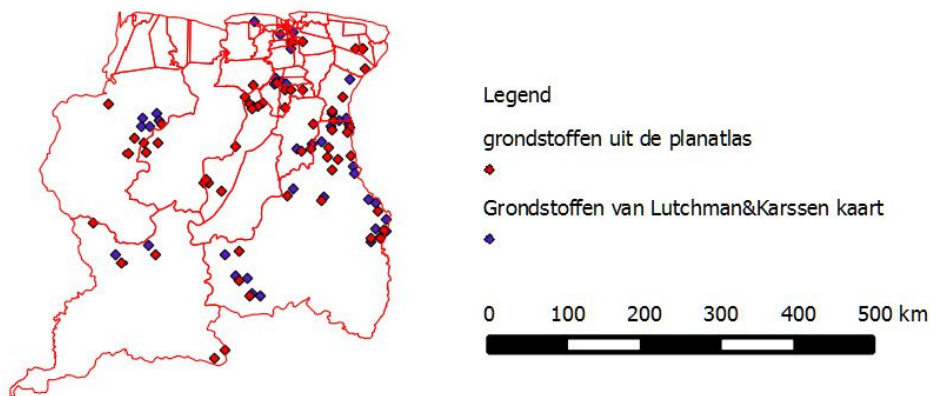 Legend
grondstoffen uit de planatlas
Grondstoffen van Lutchman&Karssen kaart
0 100 200 300 400 500 km